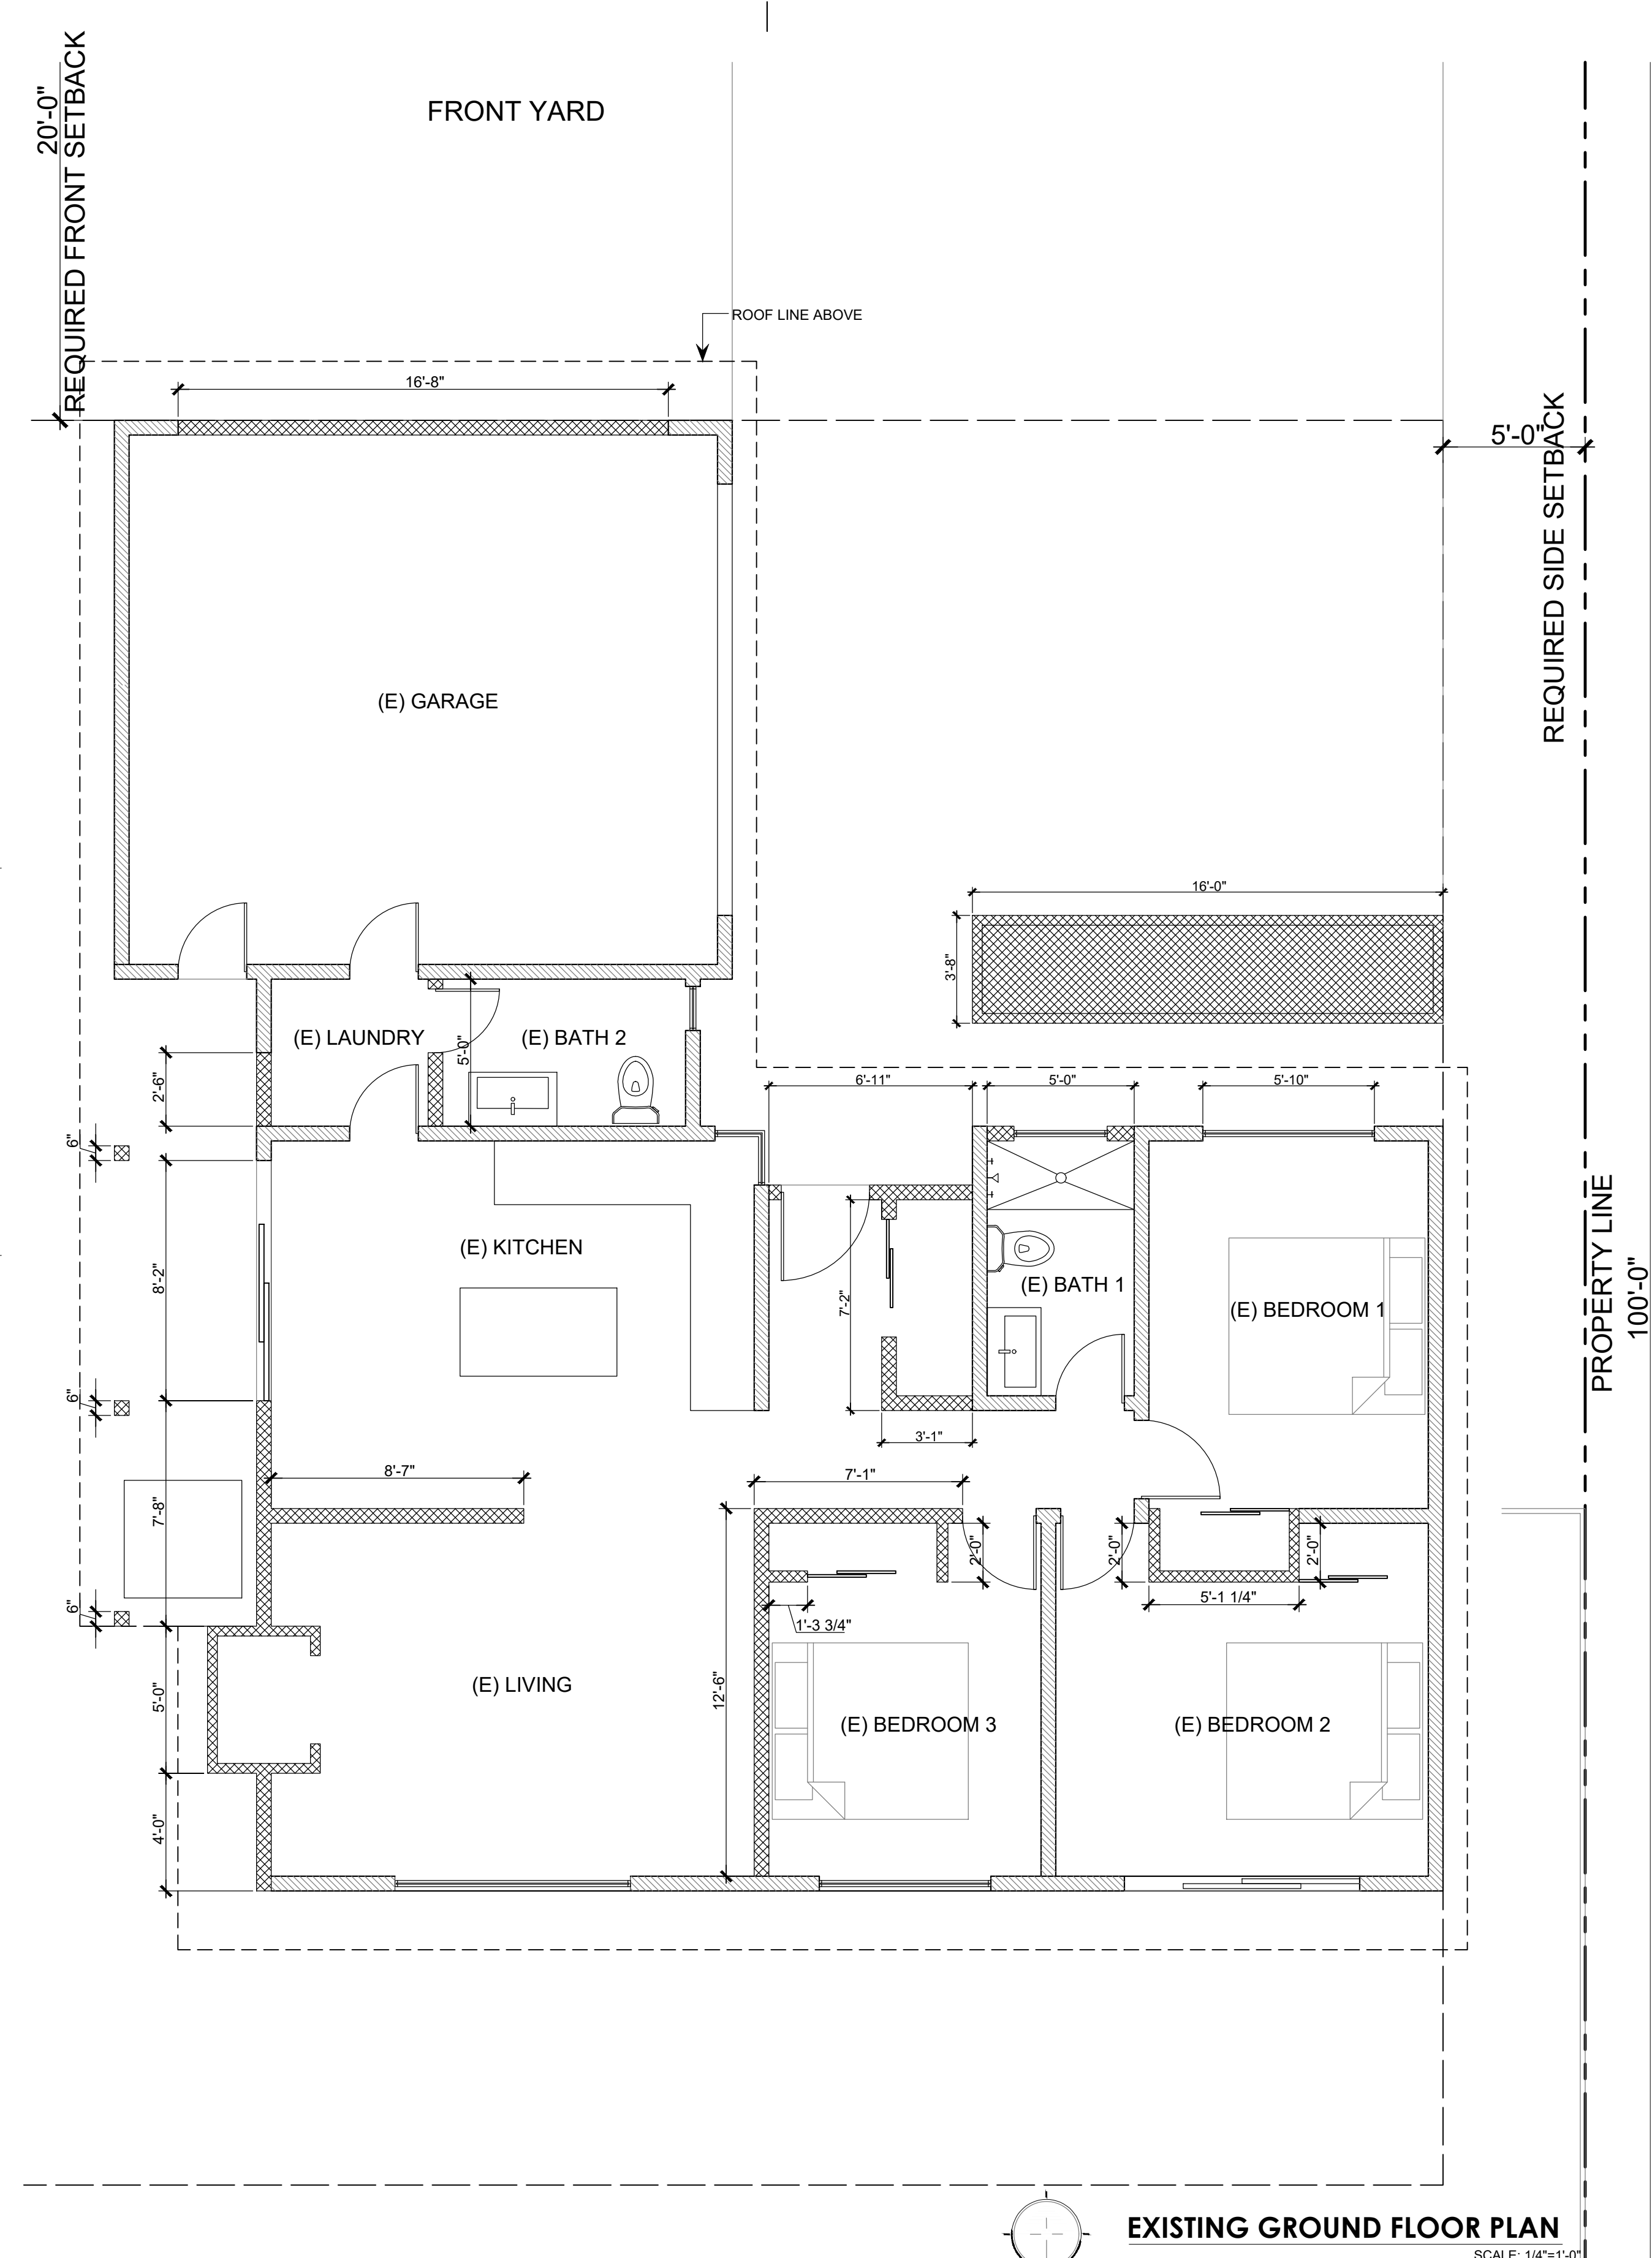 20'-0"
REQUIRED FRONT SETBACK
FRONT YARD
ROOF LINE ABOVE
16'-8"
5'-0"
REQUIRED SIDE SETBACK
(E) GARAGE
16'-0"
3'-8"
(E) LAUNDRY
5'-0"
(E) BATH 2
2'-6"
6'-11"
5'-0"
5'-10"
6"
PROPERTY LINE
100'-0"
(E) KITCHEN
8'-2"
7'-2"
(E) BATH 1
(E) BEDROOM 1
6"
3'-1"
8'-7"
7'-1"
7'-8"
2'-0"
2'-0"
2'-0"
5'-1 1/4"
6"
1'-3 3/4"
(E) LIVING
5'-0"
12'-6"
(E) BEDROOM 3
(E) BEDROOM 2
4'-0"
EXISTING GROUND FLOOR PLAN
SCALE: 1/4"=1'-0"